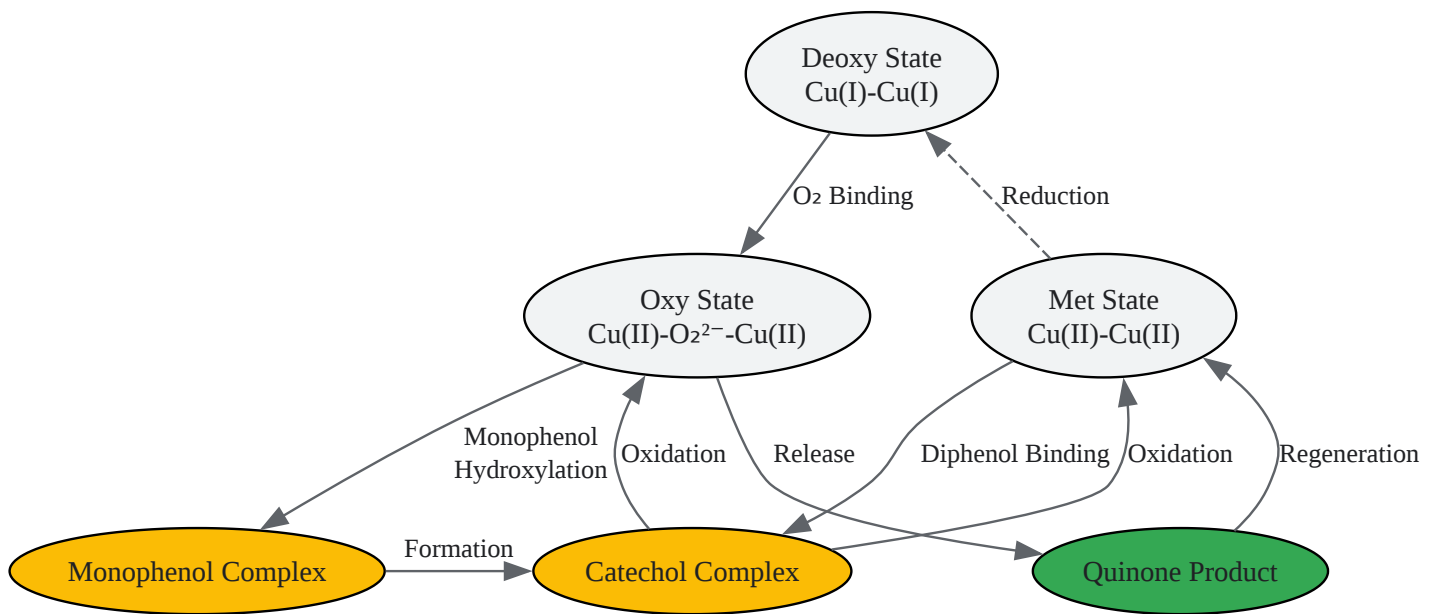 Deoxy State
Cu(I)-Cu(I)
O₂ Binding
Reduction
Oxy State
Cu(II)-O₂²⁻-Cu(II)
Met State
Cu(II)-Cu(II)
Monophenol
Hydroxylation
Oxidation
Release
Diphenol Binding
Oxidation
Regeneration
Monophenol Complex
Formation
Catechol Complex
Quinone Product